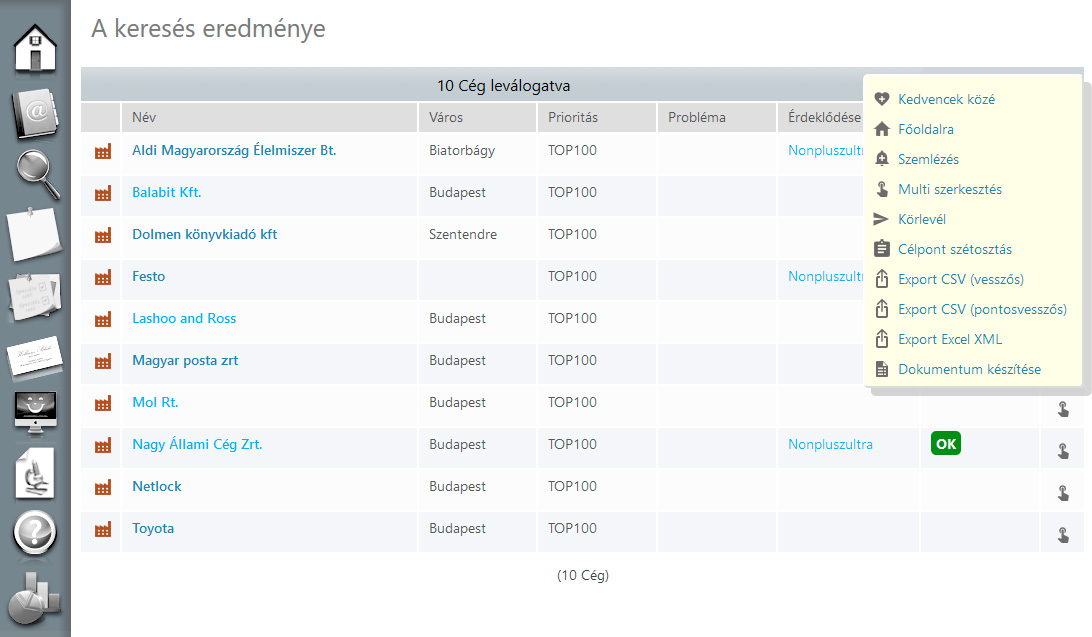 A keresés eredménye
10 Cég leválogatva
Név Város Prioritás Probléma Érdeklődése
Aldi Magyarország Élelmiszer Bt. Biatorbágy TOP100 Nonpluszultr
Balabit Kft. Budapest TOP100
Dolmen könyvkiadó kft Szentendre TOP100
Festo TOP100 Nonpluszultr
Lashoo and Ross Budapest TOP100
Magyar posta zrt Budapest TOP100
Mol Rt. Budapest TOP100
Nagy Állami Cég Zrt. Budapest TOP100 Nonpluszultra OK
Netlock Budapest TOP100
Toyota Budapest TOP100
(10 Cég)
Kedvencek közé
Főoldalra
Szemlézés
Multi szerkesztés
Körlevél
Célpont szétosztás
Export CSV (vesszős)
Export CSV (pontosvesszős)
Export Excel XML
Dokumentum készítése